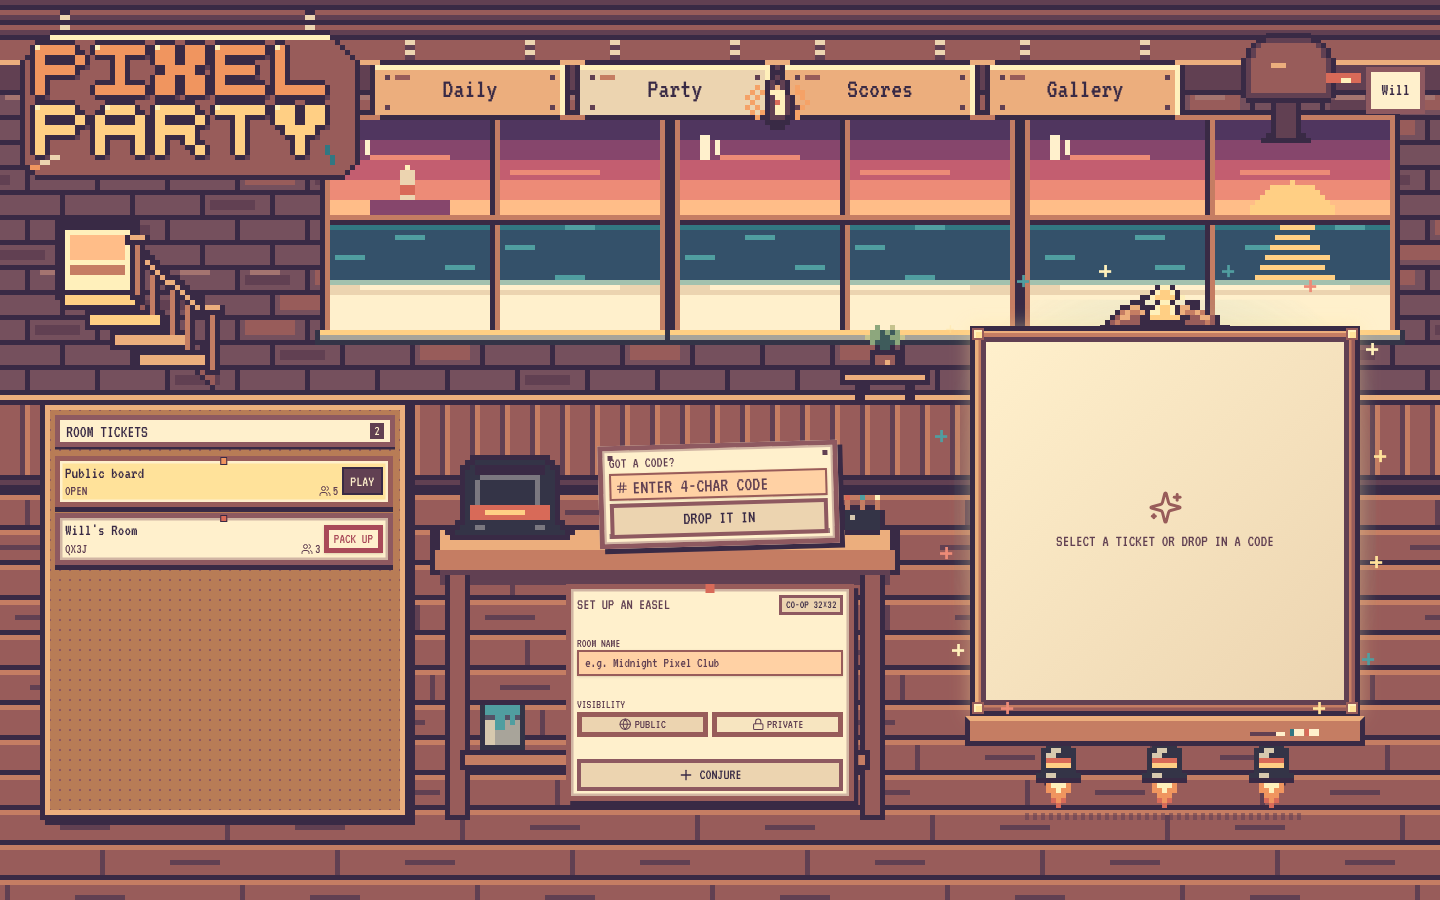 PIXEL
PARTY
Daily
Party
Scores
Gallery
Will
ROOM TICKETS
2
Public board
OPEN
5
PLAY
Will's Room
QX3J
3
PACK UP
GOT A CODE?
# ENTER 4-CHAR CODE
DROP IT IN
SET UP AN EASEL
CO-OP 32×32
ROOM NAME
e.g. Midnight Pixel Club
VISIBILITY
PUBLIC
PRIVATE
+ CONJURE
SELECT A TICKET OR DROP IN A CODE